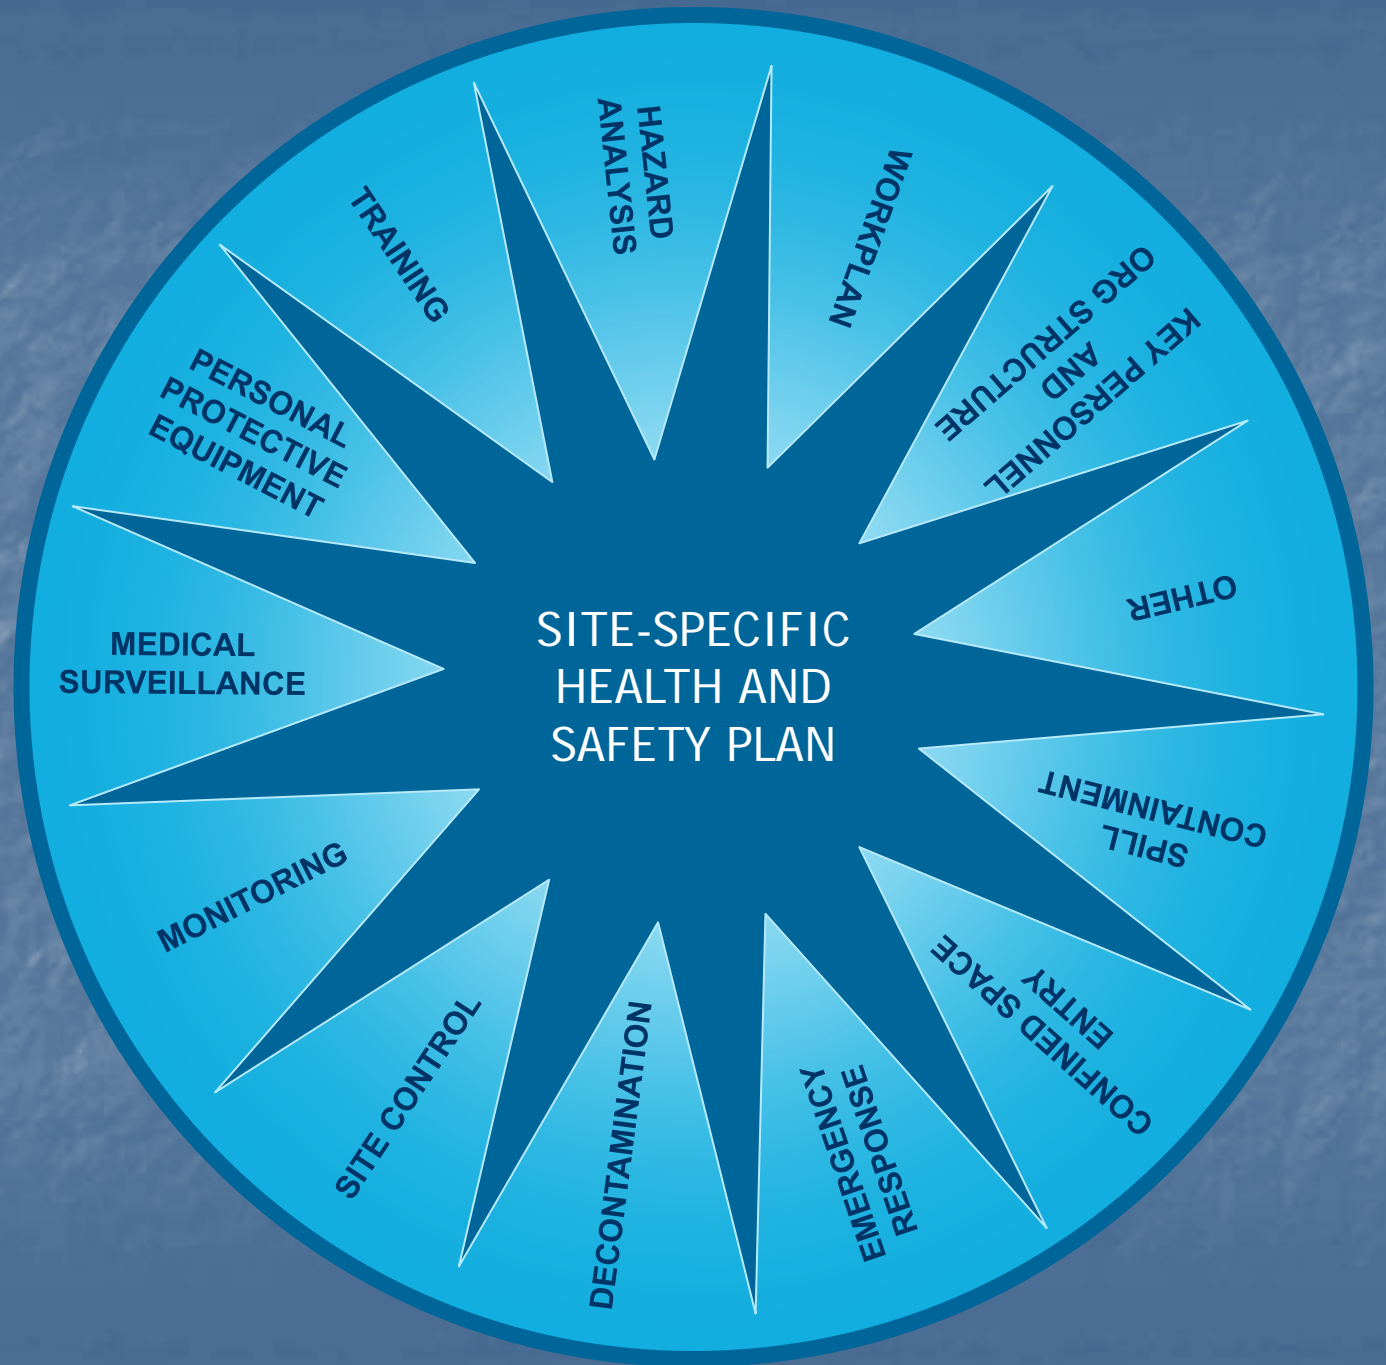 HAZARD
ANALYSIS
WORKPLAN
KEY PERSONNEL
AND
ORG STRUCTURE
OTHER
SPILL
CONTAINMENT
CONFINED SPACE
ENTRY
EMERGENCY
RESPONSE
DECONTAMINATION
SITE CONTROL
MONITORING
MEDICAL
SURVEILLANCE
PERSONAL
PROTECTIVE
EQUIPMENT
TRAINING
SITE-SPECIFIC
HEALTH AND
SAFETY PLAN